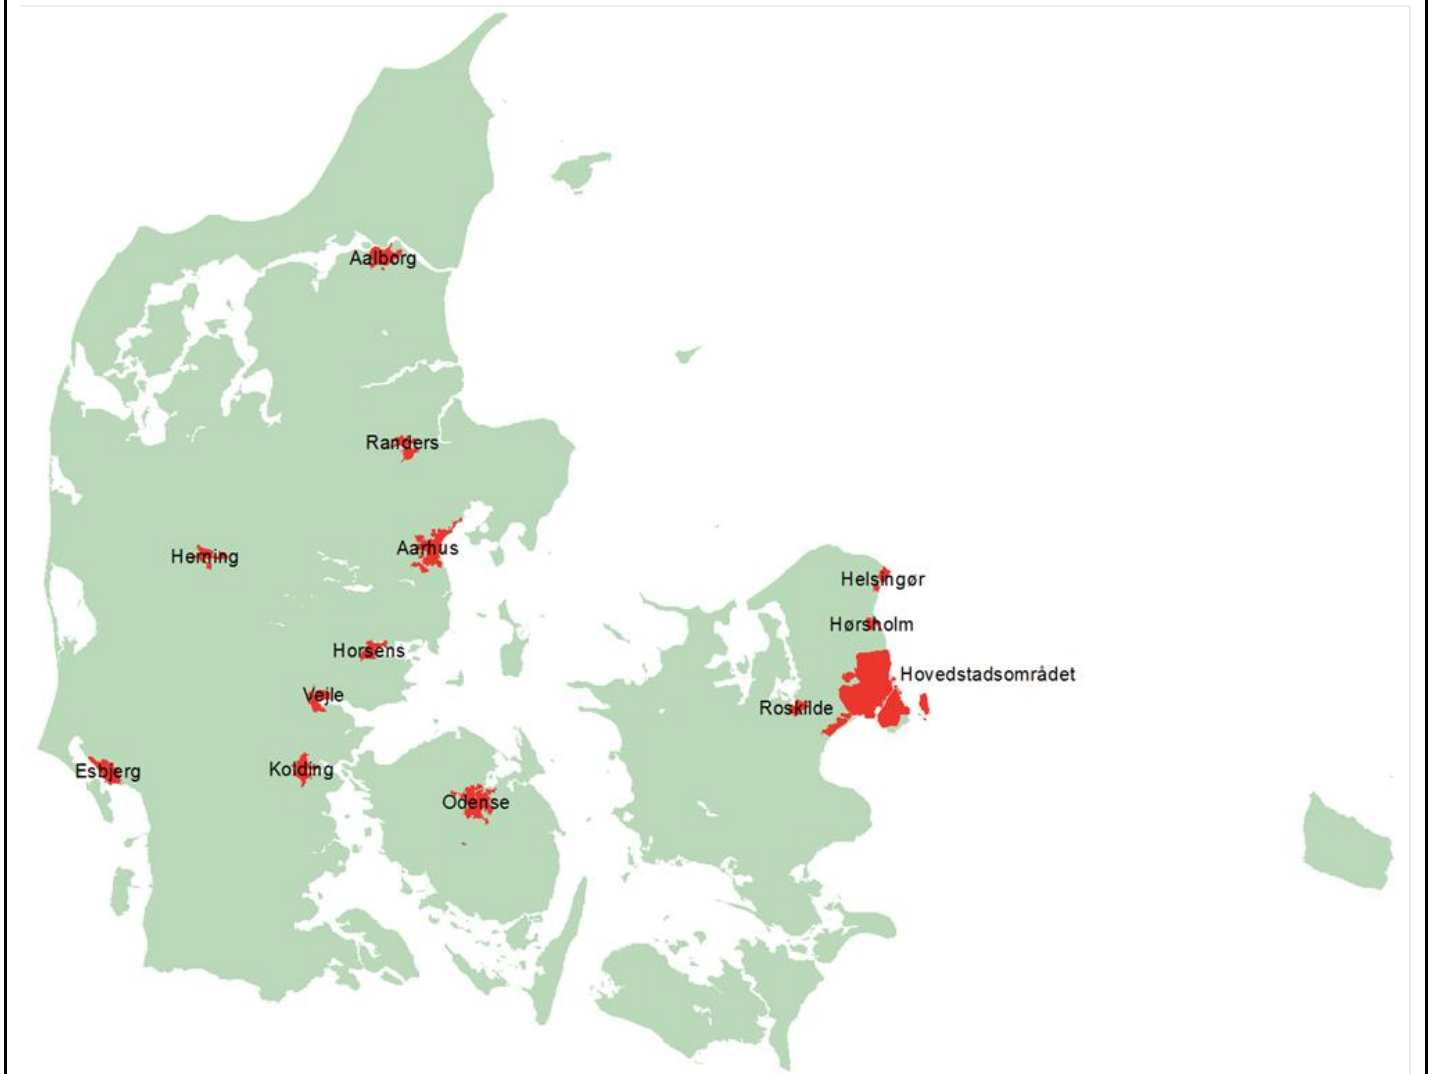 Aalborg
Randers
Aarhus
Herning
Helsingør
Hørsholm
Horsens
Hovedstadsområdet
Vejle
Roskilde
Esbjerg
Kolding
Odense